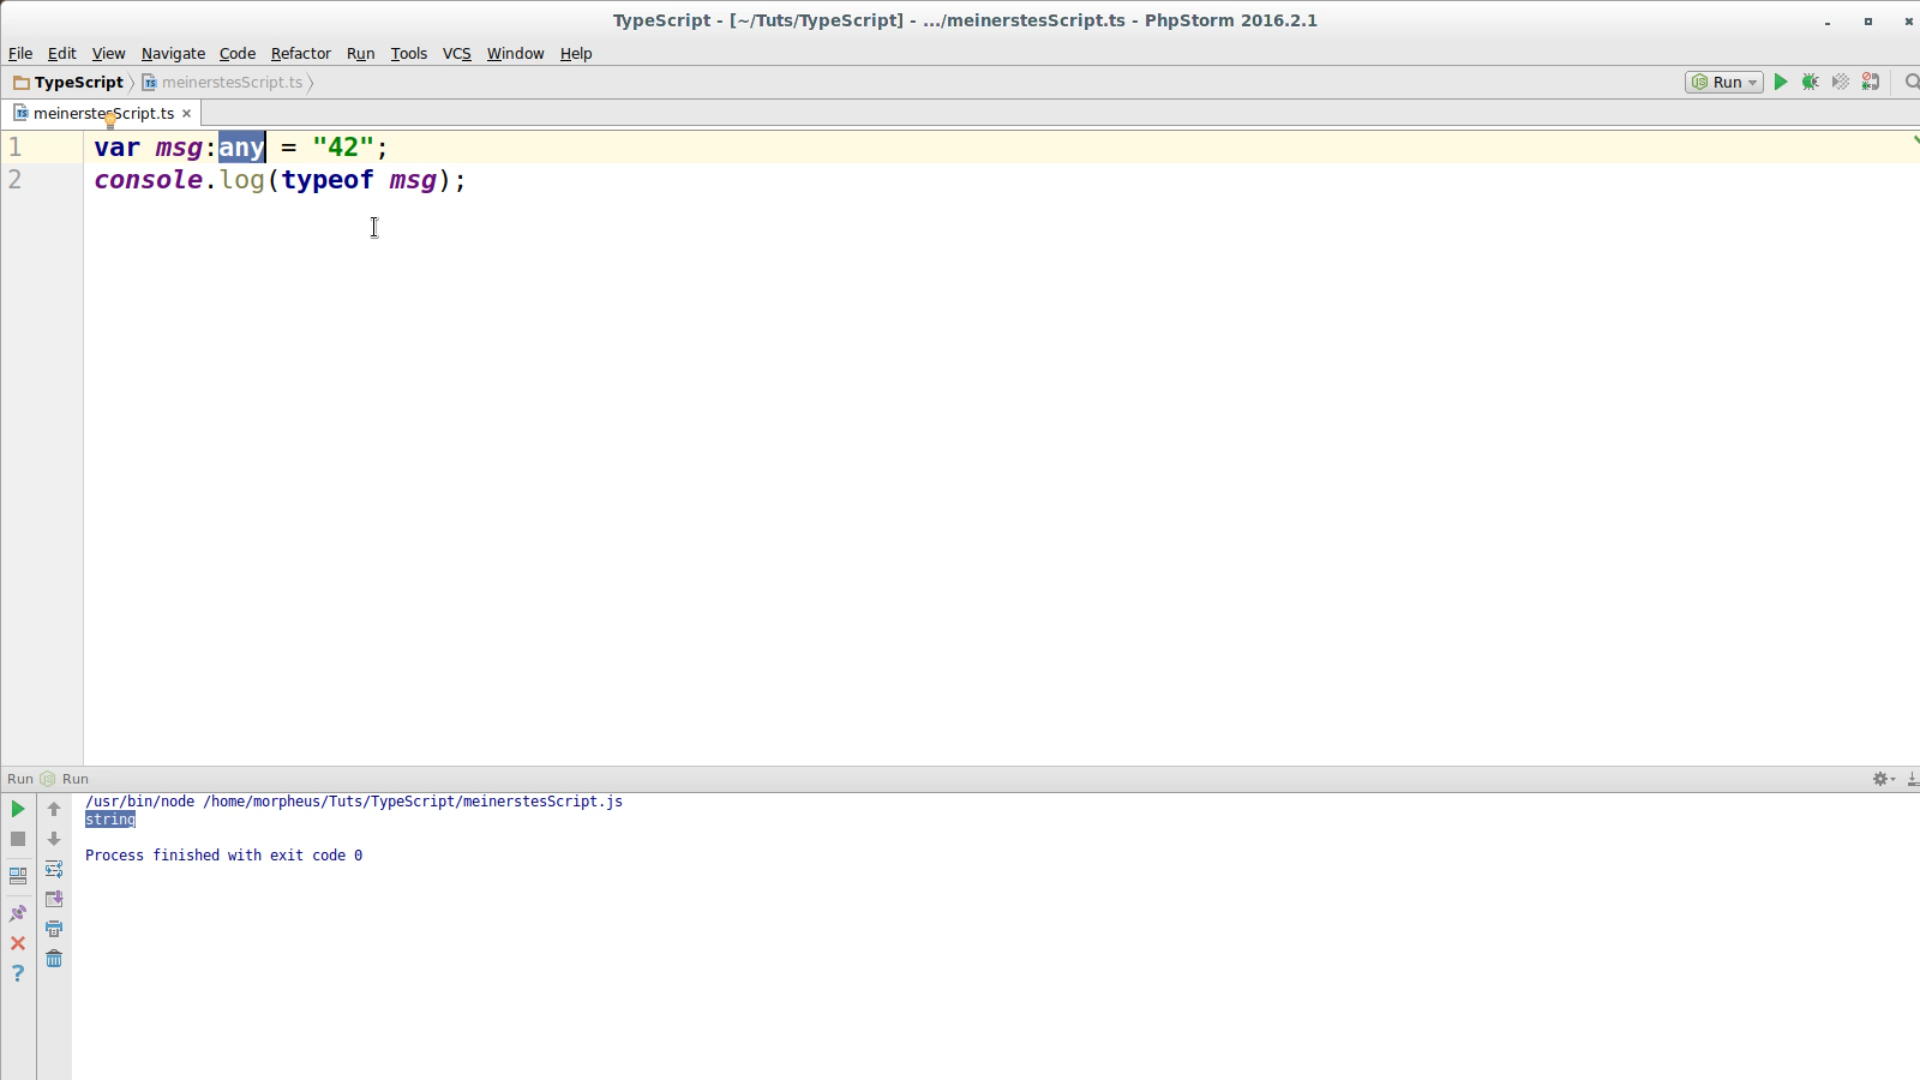 TypeScript - [~/Tuts/TypeScript] - .../meinerstesScript.ts - PhpStorm 2016.2.1
File Edit View Navigate Code Refactor Run Tools VCS Window Help
TypeScript meinerstesScript.ts Run
meinerstesScript.ts
1 var msg:any = "42";
2 console.log(typeof msg);
Run Run
/usr/bin/node /home/morpheus/Tuts/TypeScript/meinerstesScript.js
string
Process finished with exit code 0